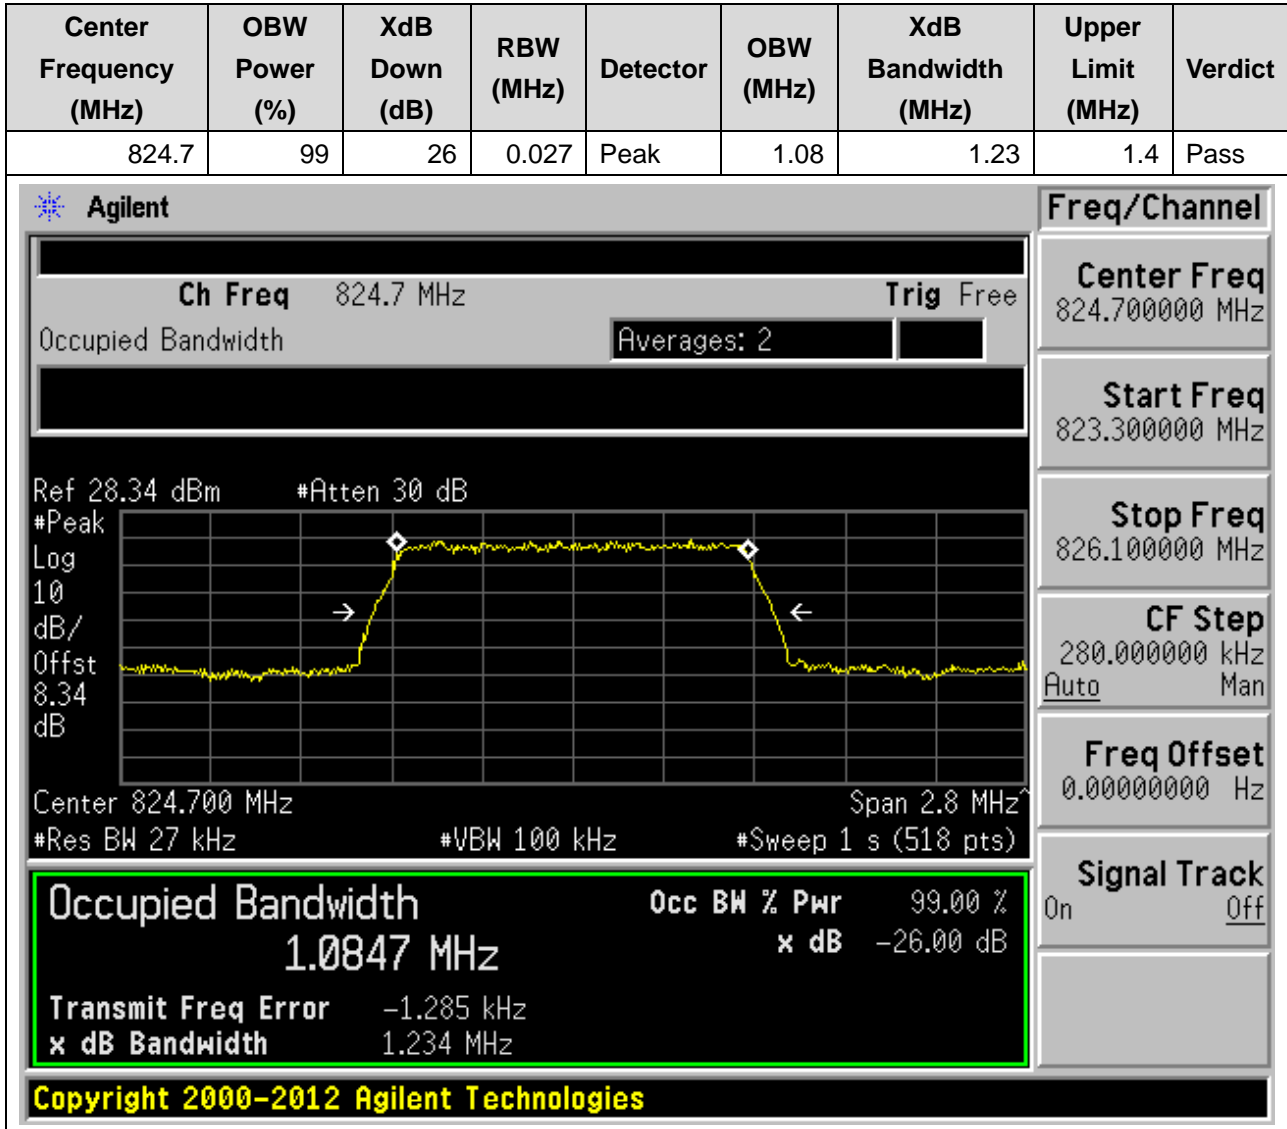 Center Frequency (MHz) OBW Power (%) XdB Down (dB) RBW (MHz) Detector OBW (MHz) XdB Bandwidth (MHz) Upper Limit (MHz) Verdict
824.7 99 26 0.027 Peak 1.08 1.23 1.4 Pass
Agilent
Freq/Channel
Ch Freq 824.7 MHz Trig Free
Occupied Bandwidth Averages: 2
Center Freq
824.700000 MHz
Start Freq
823.300000 MHz
Stop Freq
826.100000 MHz
CF Step
280.000000 kHz
Auto Man
Freq Offset
0.00000000 Hz
Signal Track
On Off
Ref 28.34 dBm #Atten 30 dB
#Peak
Log
10
dB/
Offst
8.34
dB
Center 824.700 MHz Span 2.8 MHz^
#Res BW 27 kHz #VBW 100 kHz #Sweep 1 s (518 pts)
Occupied Bandwidth Occ BW % Pwr 99.00 %
1.0847 MHz x dB -26.00 dB
Transmit Freq Error -1.285 kHz
x dB Bandwidth 1.234 MHz
Copyright 2000-2012 Agilent Technologies